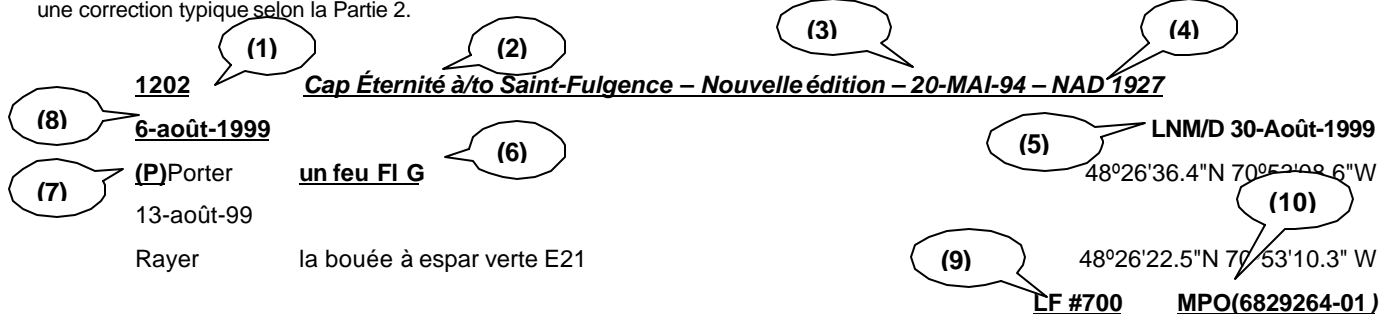 une correction typique selon la Partie 2.
(1) (2) (3) (4)
1202 Cap Éternité à/to Saint-Fulgence – Nouvelle édition – 20-MAI-94 – NAD 1927
(8) 6-août-1999 (5) LNM/D 30-Août-1999
(7) (P)Porter un feu Fl G (6) 48º26'36.4"N
13-août-99 (10)
Rayer la bouée à espar verte E21 (9) 48º26'22.5"N 70º53'10.3" W
LF #700 MPO(6829264-01)